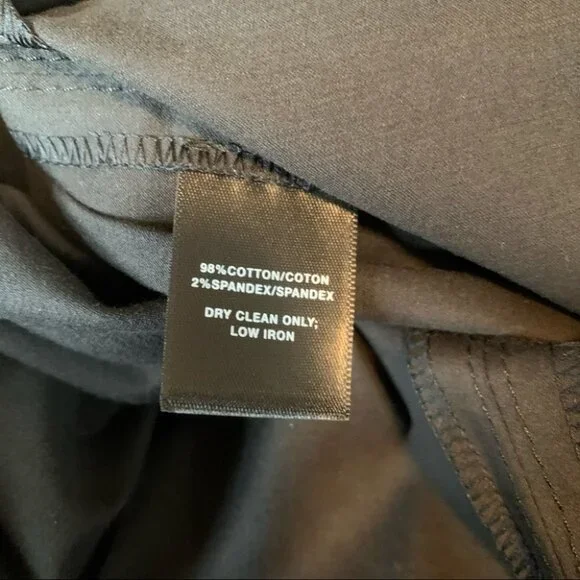 98%COTTON/COTON
2%SPANDEX/SPANDEX
DRY CLEAN ONLY;
LOW IRON